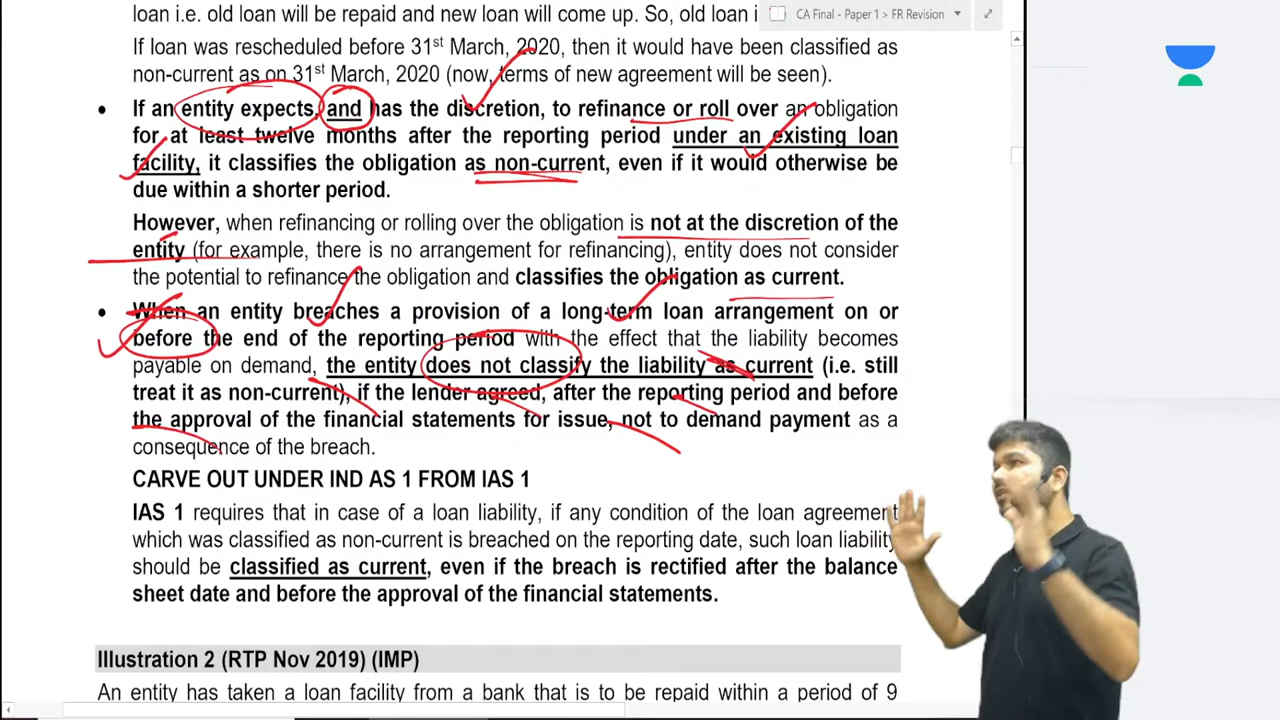 loan i.e. old loan will be repaid and new loan will come up. So, old loan i
CA Final - Paper 1 > FR Revision
If loan was rescheduled before 31st March, 2020, then it would have been classified as
non-current as on 31st March, 2020 (now, terms of new agreement will be seen).
• If an entity expects, and has the discretion, to refinance or roll over an obligation
for at least twelve months after the reporting period under an existing loan
facility, it classifies the obligation as non-current, even if it would otherwise be
due within a shorter period.
However, when refinancing or rolling over the obligation is not at the discretion of the
entity (for example, there is no arrangement for refinancing), entity does not consider
the potential to refinance the obligation and classifies the obligation as current.
• When an entity breaches a provision of a long-term loan arrangement on or
before the end of the reporting period with the effect that the liability becomes
payable on demand, the entity does not classify the liability as current (i.e. still
treat it as non-current), if the lender agreed, after the reporting period and before
the approval of the financial statements for issue, not to demand payment as a
consequence of the breach.
CARVE OUT UNDER IND AS 1 FROM IAS 1
IAS 1 requires that in case of a loan liability, if any condition of the loan agreement
which was classified as non-current is breached on the reporting date, such loan liability
should be classified as current, even if the breach is rectified after the balance
sheet date and before the approval of the financial statements.
Illustration 2 (RTP Nov 2019) (IMP)
An entity has taken a loan facility from a bank that is to be repaid within a period of 9